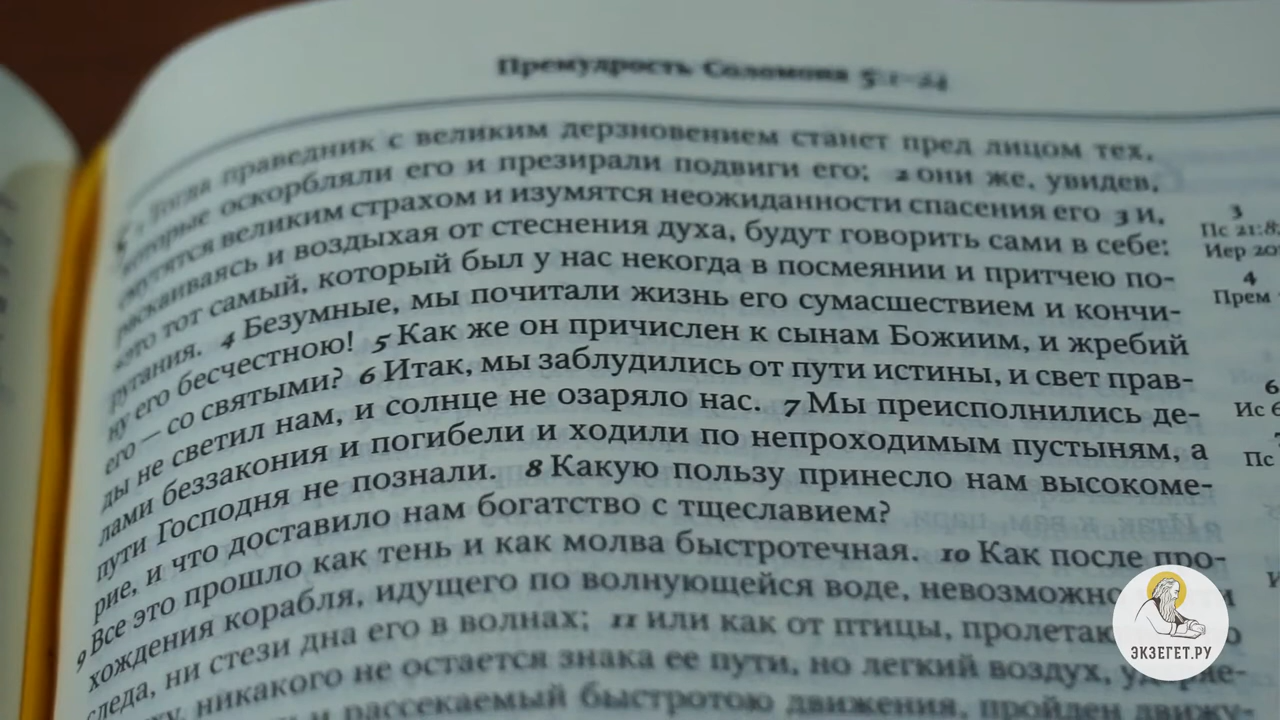 Премудрость Соломона 5:1–24
Тогда праведник с великим дерзновением станет пред лицом тех,
которые оскорбляли его и презирали подвиги его; 2 они же, увидев,
смутятся великим страхом и изумятся неожиданности спасения его 3 и,
раскаиваясь и воздыхая от стеснения духа, будут говорить сами в себе:
«это тот самый, который был у нас некогда в посмеянии и притчею по-
ругания. 4 Безумные, мы почитали жизнь его сумасшествием и кончи-
ну его бесчестною! 5 Как же он причислен к сынам Божиим, и жребий
его — со святыми? 6 Итак, мы заблудились от пути истины, и свет прав-
ды не светил нам, и солнце не озаряло нас. 7 Мы преисполнились де-
лами беззакония и погибели и ходили по непроходимым пустыням, а
пути Господня не познали. 8 Какую пользу принесло нам высокоме-
рие, и что доставило нам богатство с тщеславием?
9 Все это прошло как тень и как молва быстротечная. 10 Как после про-
хождения корабля, идущего по волнующейся воде, невозможно
следа, ни стези дна его в волнах; 11 или как от птицы, пролетаю
никакого не остается знака ее пути, но легкий воздух,
и рассекаемый быстротою движения, пройден движу-
3
Пс 21:8
Иер 20
4
Прем
6
Ис 6
Пс
ЭКЗЕГЕТ.РУ